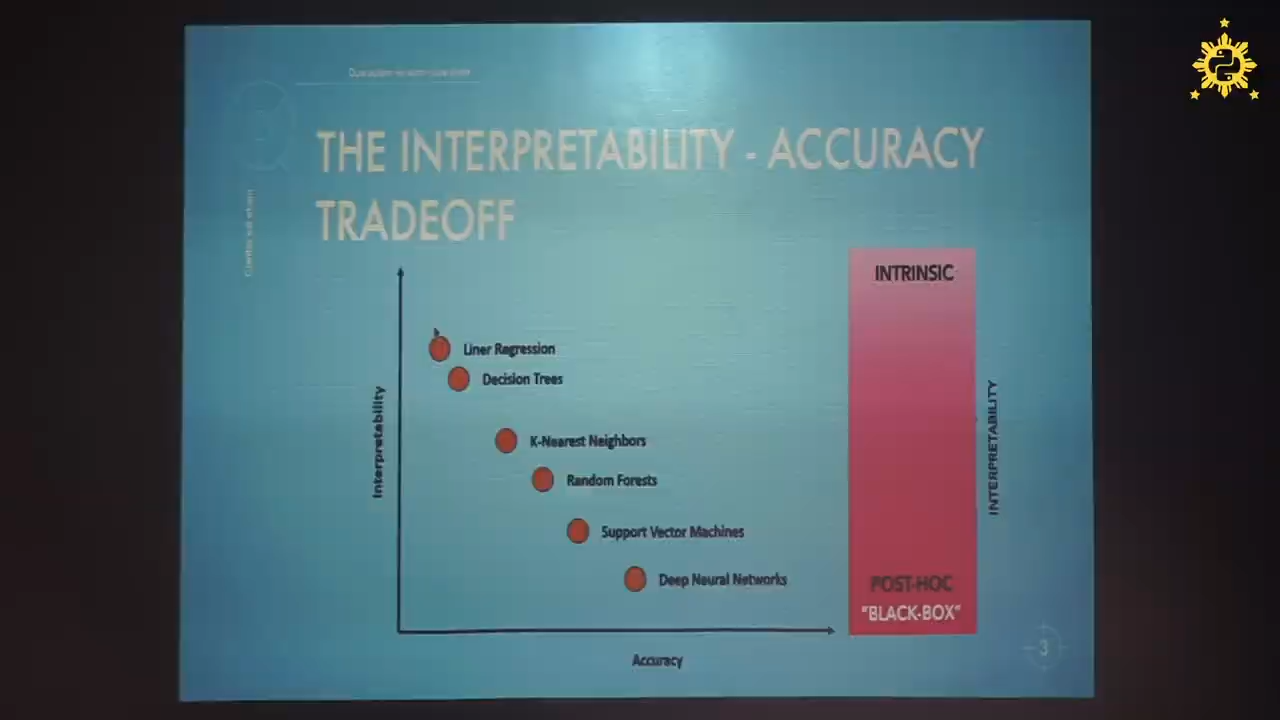 THE INTERPRETABILITY - ACCURACY
TRADEOFF
INTRINSIC
Liner Regression
Decision Trees
K-Nearest Neighbors
Random Forests
Support Vector Machines
Deep Neural Networks
Interpretability
Accuracy
POST-HOC
"BLACK-BOX"
INTERPRETABILITY
3